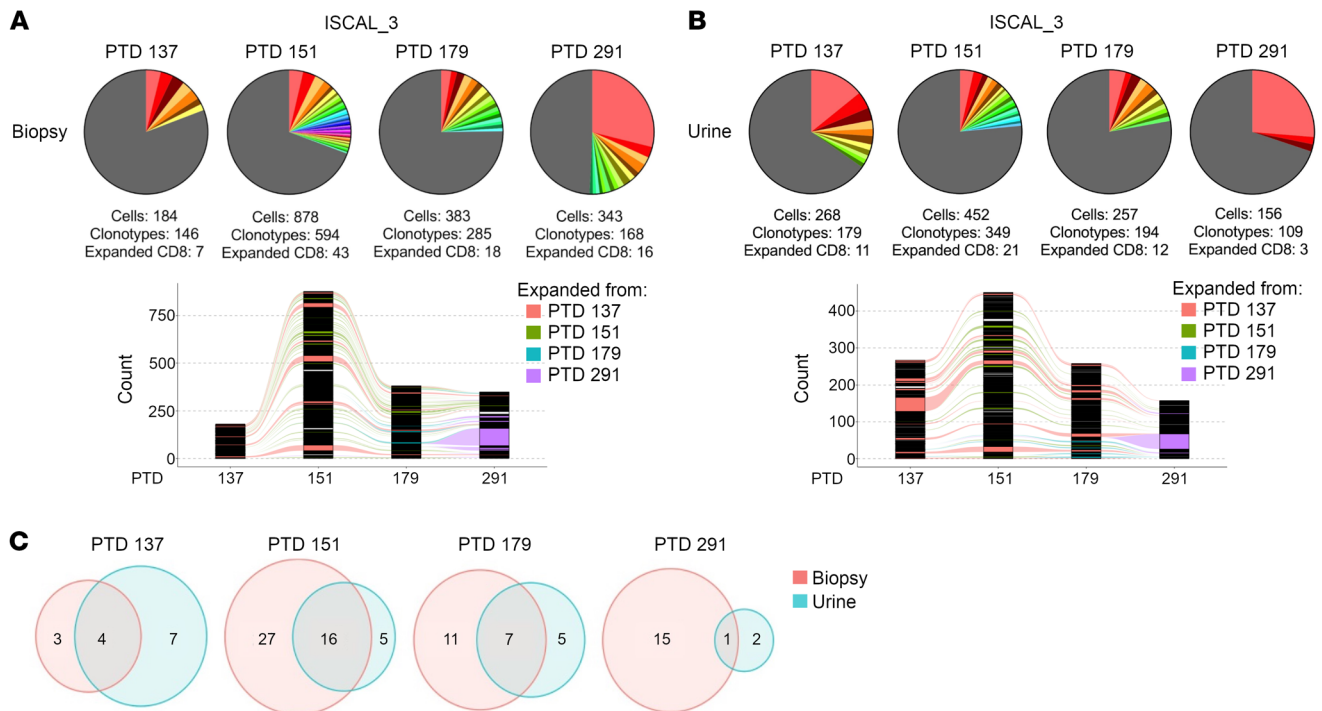 A
ISCAL_3
PTD 137
PTD 151
PTD 179
PTD 291
Biopsy
Cells: 184
Clonotypes: 146
Expanded CD8: 7
Cells: 878
Clonotypes: 594
Expanded CD8: 43
Cells: 383
Clonotypes: 285
Expanded CD8: 18
Cells: 343
Clonotypes: 168
Expanded CD8: 16
Expanded from:
PTD 137
PTD 151
PTD 179
PTD 291
Count
750
500
250
0
PTD
137
151
179
291
B
ISCAL_3
PTD 137
PTD 151
PTD 179
PTD 291
Urine
Cells: 268
Clonotypes: 179
Expanded CD8: 11
Cells: 452
Clonotypes: 349
Expanded CD8: 21
Cells: 257
Clonotypes: 194
Expanded CD8: 12
Cells: 156
Clonotypes: 109
Expanded CD8: 3
Expanded from:
PTD 137
PTD 151
PTD 179
PTD 291
Count
400
300
200
100
0
PTD
137
151
179
291
C
PTD 137
PTD 151
PTD 179
PTD 291
3
4
7
27
16
5
11
7
5
15
1
2
Biopsy
Urine